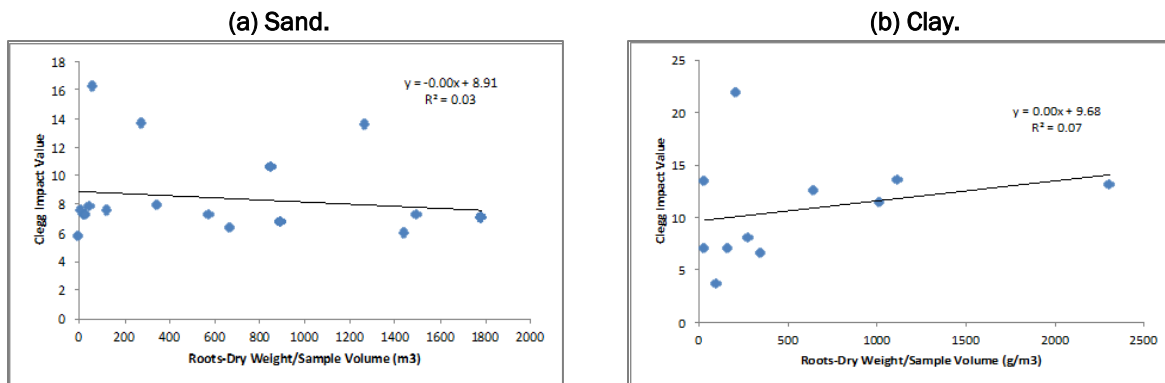 (a) Sand.
Clegg Impact Value
18
16
14
12
10
8
6
4
2
0
y = -0.00x + 8.91
R² = 0.03
0 200 400 600 800 1000 1200 1400 1600 1800 2000
Roots-Dry Weight/Sample Volume (m3)
(b) Clay.
Clegg Impact Value
25
20
15
10
5
0
y = 0.00x + 9.68
R² = 0.07
0 500 1000 1500 2000 2500
Roots-Dry Weight/Sample Volume (g/m3)